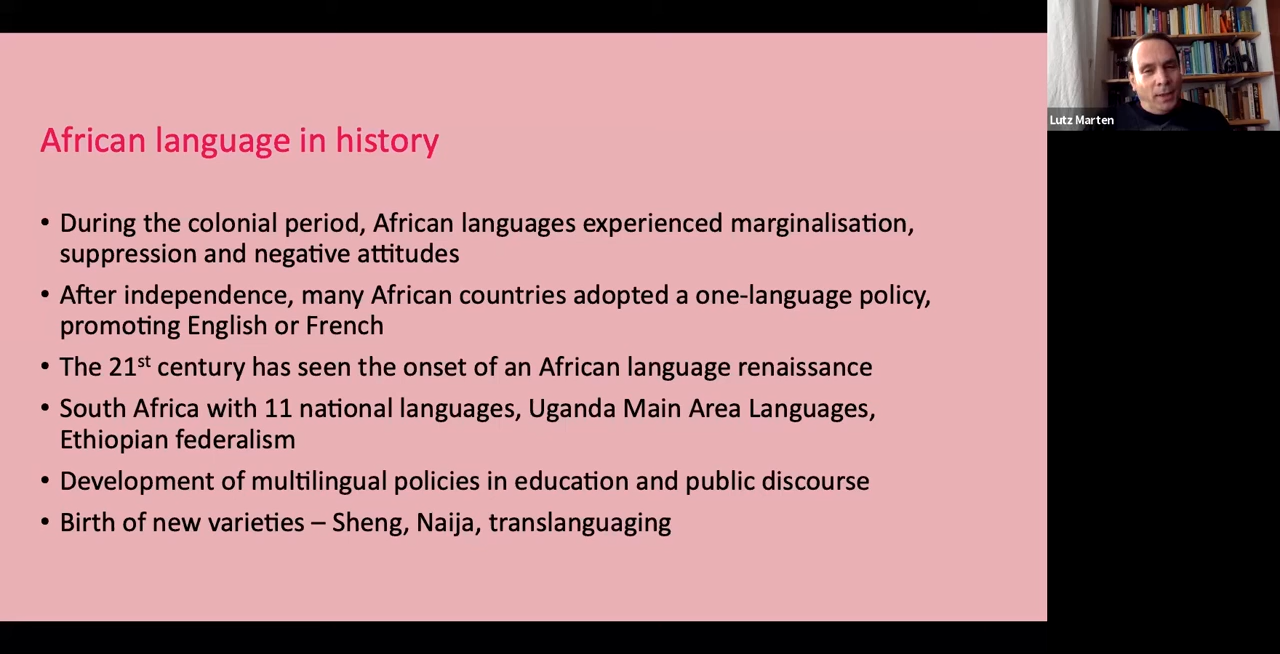 African language in history
• During the colonial period, African languages experienced marginalisation,
suppression and negative attitudes
• After independence, many African countries adopted a one-language policy,
promoting English or French
• The 21st century has seen the onset of an African language renaissance
• South Africa with 11 national languages, Uganda Main Area Languages,
Ethiopian federalism
• Development of multilingual policies in education and public discourse
• Birth of new varieties – Sheng, Naija, translanguaging
Lutz Marten